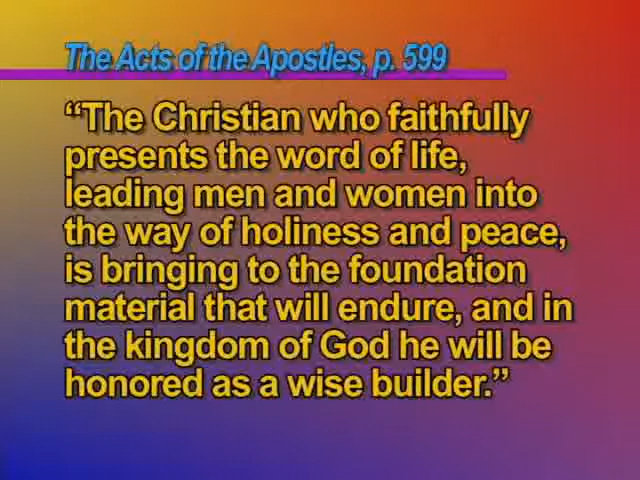 The Acts of the Apostles, p. 599
“The Christian who faithfully
presents the word of life,
leading men and women into
the way of holiness and peace,
is bringing to the foundation
material that will endure, and in
the kingdom of God he will be
honored as a wise builder.”